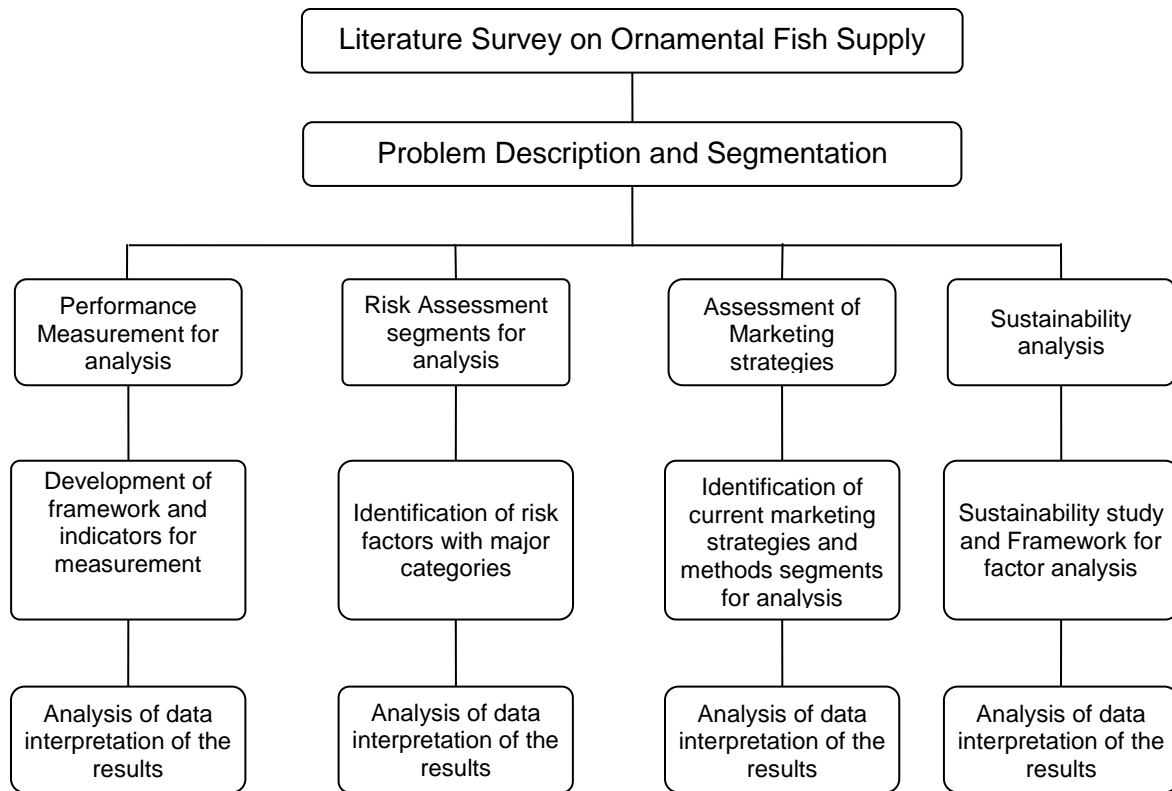 Literature Survey on Ornamental Fish Supply
Problem Description and Segmentation
Performance
Measurement for
analysis
Risk Assessment
segments for
analysis
Assessment of
Marketing
strategies
Sustainability
analysis
Development of
framework and
indicators for
measurement
Identification of risk
factors with major
categories
Identification of
current marketing
strategies and
methods segments
for analysis
Sustainability study
and Framework for
factor analysis
Analysis of data
interpretation of the
results
Analysis of data
interpretation of the
results
Analysis of data
interpretation of the
results
Analysis of data
interpretation of the
results